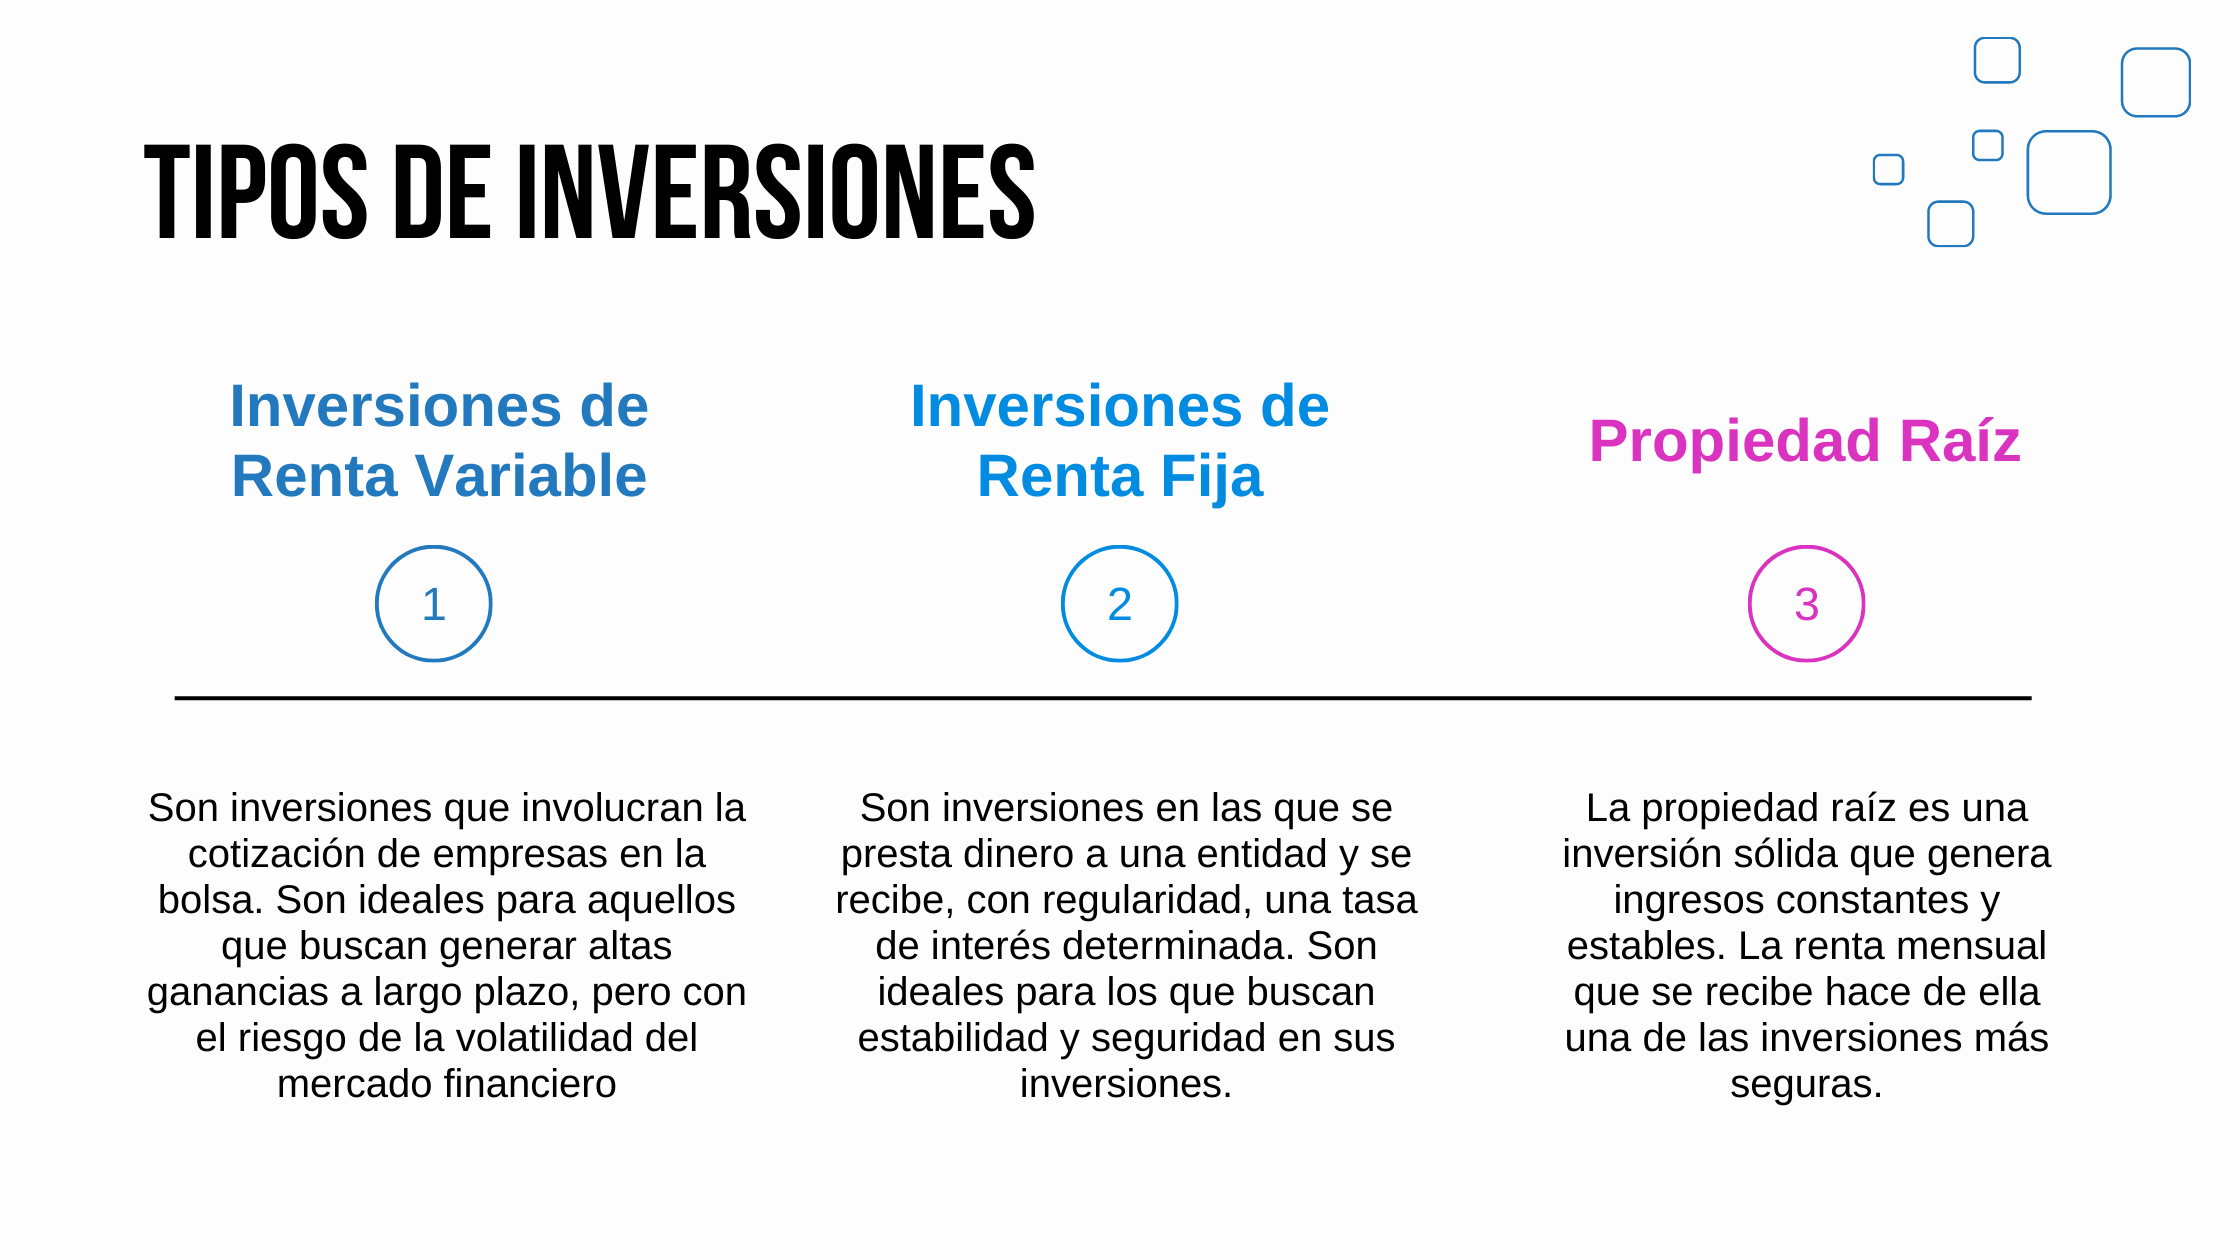 TIPOS DE INVERSIONES
Inversiones de
Renta Variable
1
Son inversiones que involucran la
cotización de empresas en la
bolsa. Son ideales para aquellos
que buscan generar altas
ganancias a largo plazo, pero con
el riesgo de la volatilidad del
mercado financiero
Inversiones de
Renta Fija
2
Son inversiones en las que se
presta dinero a una entidad y se
recibe, con regularidad, una tasa
de interés determinada. Son
ideales para los que buscan
estabilidad y seguridad en sus
inversiones.
Propiedad Raíz
3
La propiedad raíz es una
inversión sólida que genera
ingresos constantes y
estables. La renta mensual
que se recibe hace de ella
una de las inversiones más
seguras.